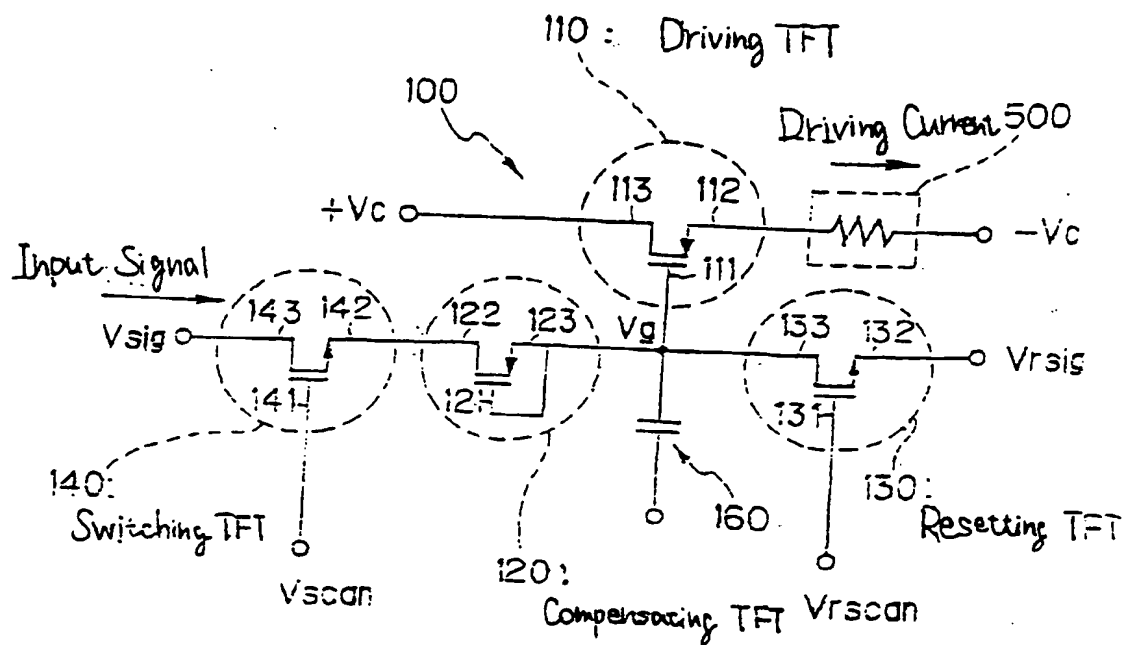 110: Driving TFT
100
Driving Current 500
113 112
+Vc
-Vc
111
Input Signal
143 142
122 123
Vg
133 132
Vsig
Vrsig
141
121
131
140:
Switching TFT
160
130:
Resetting TFT
120:
Compensating TFT
Vscan
Vrscan